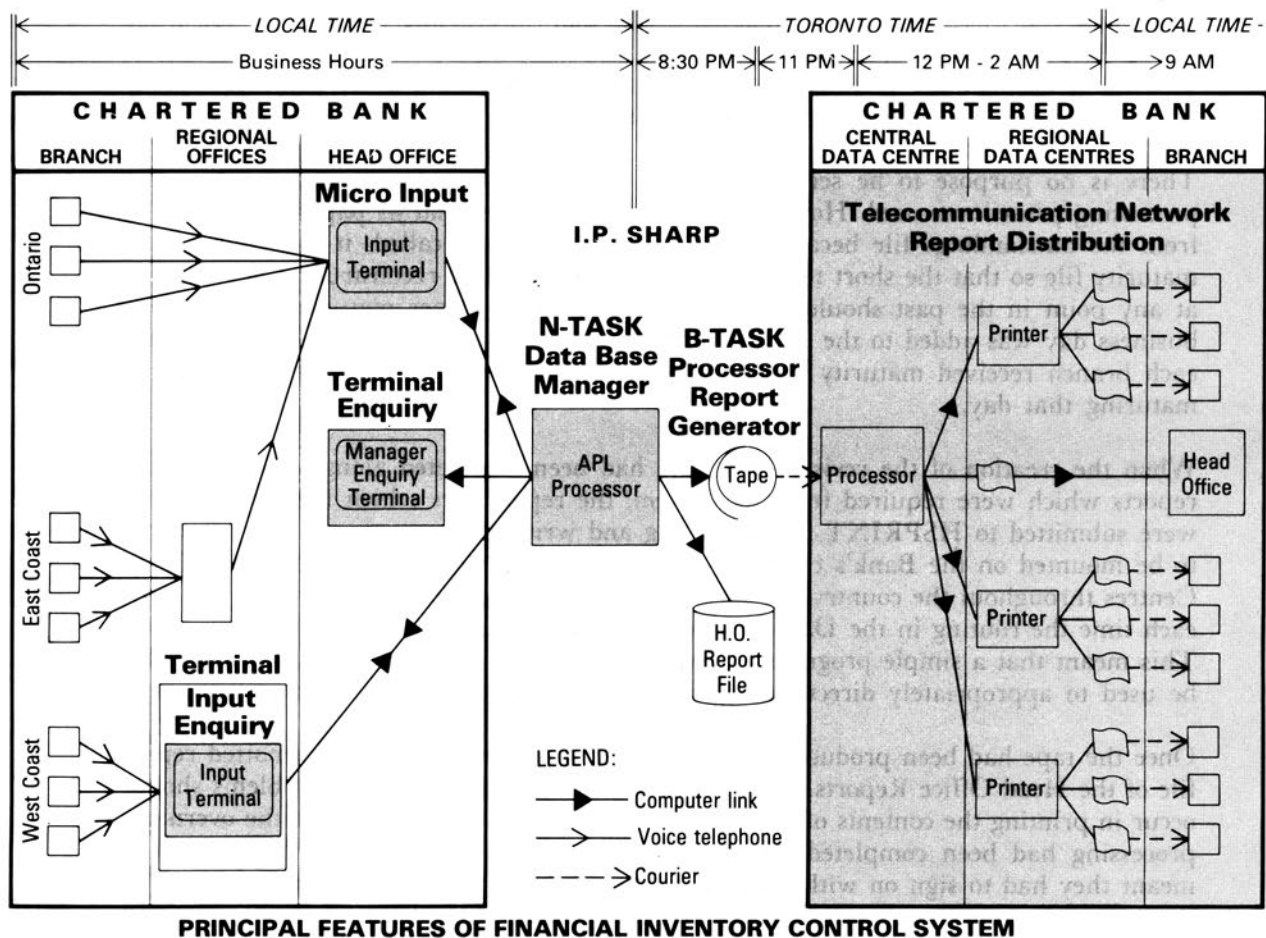 LOCAL TIME
TORONTO TIME
LOCAL TIME -
Business Hours
8:30 PM
11 PM
12 PM - 2 AM
9 AM
CHARTERED BANK
BRANCH
REGIONAL
OFFICES
HEAD OFFICE
CHARTERED BANK
CENTRAL
DATA CENTRE
REGIONAL
DATA CENTRES
BRANCH
Ontario
East Coast
West Coast
Micro Input
Input
Terminal
Terminal
Enquiry
Manager
Enquiry
Terminal
Terminal
Input
Enquiry
Input
Terminal
I.P. SHARP
N-TASK
Data Base
Manager
APL
Processor
B-TASK
Processor
Report
Generator
Tape
H.O.
Report
File
LEGEND:
Computer link
Voice telephone
Courier
Telecommunication Network
Report Distribution
Processor
Printer
Head
Office
Printer
Printer
PRINCIPAL FEATURES OF FINANCIAL INVENTORY CONTROL SYSTEM